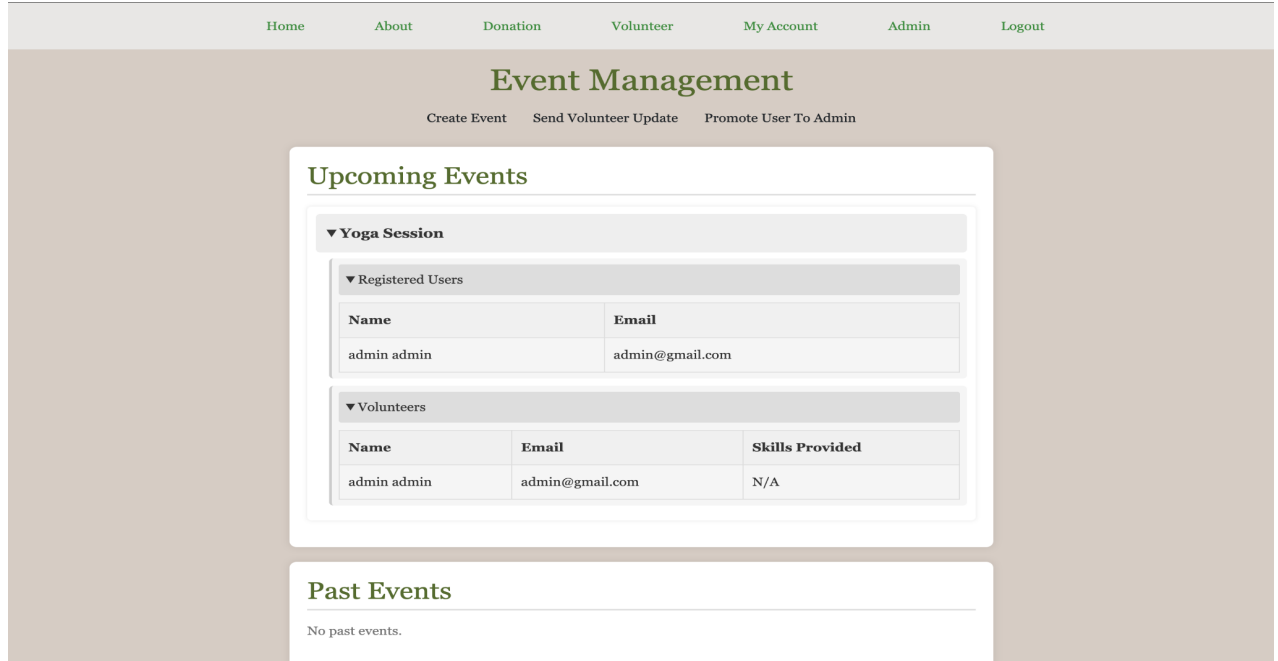 Home About Donation Volunteer My Account Admin Logout
Event Management
Create Event Send Volunteer Update Promote User To Admin
Upcoming Events
▼Yoga Session
▼Registered Users
Name Email
admin admin admin@gmail.com
▼Volunteers
Name Email Skills Provided
admin admin admin@gmail.com N/A
Past Events
No past events.